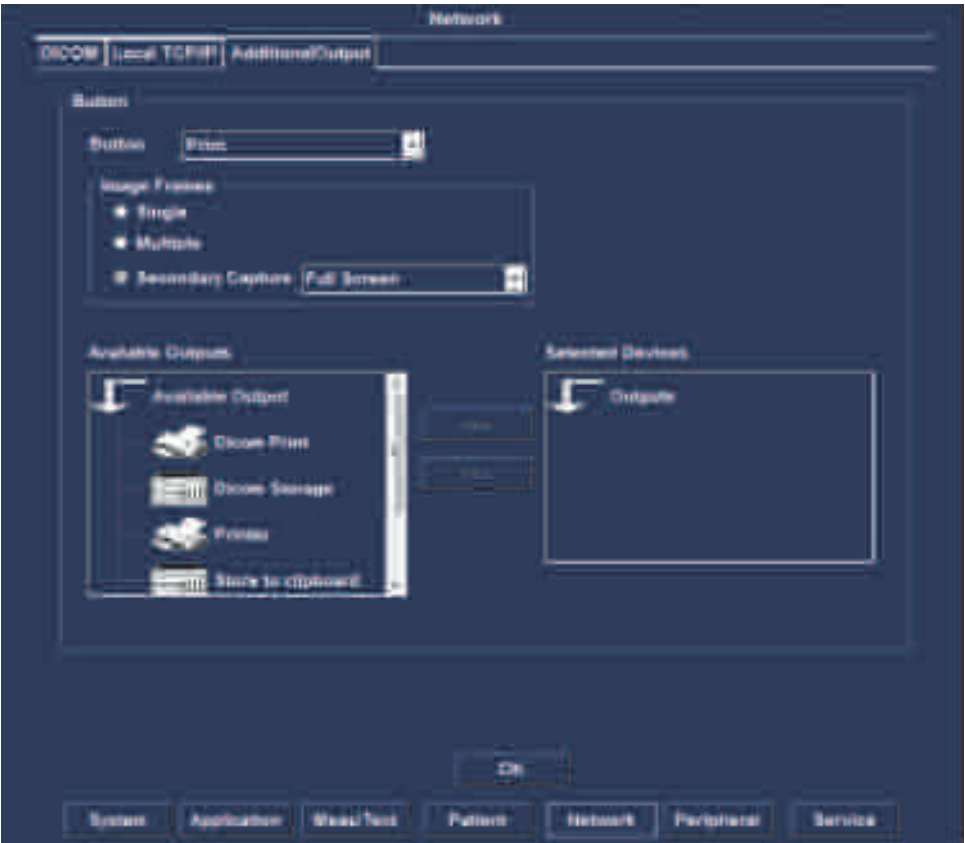 Network
DICOM Local TCP/IP AdditionalOutput
Button
Button Print
Image Frames
Single
Multiple
Secondary Capture Full Screen
Available Outputs Selected Devices
Available Output Outputs
Dicom Print
Dicom Storage
Printer
Store to clipboard
OK
System Application Meas/Text Patient Network Peripheral Service